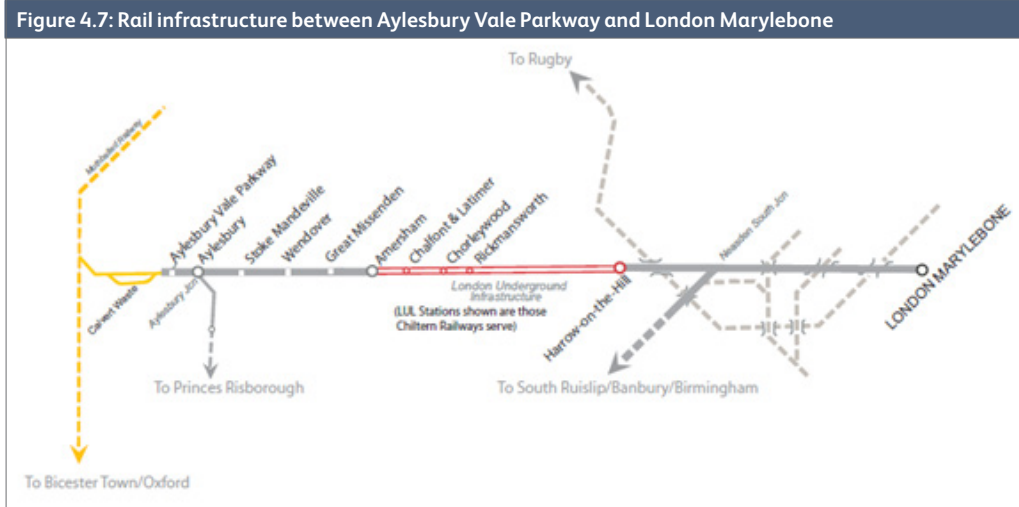 Figure 4.7: Rail infrastructure between Aylesbury Vale Parkway and London Marylebone
To Rugby
Aylesbury Vale Parkway
Aylesbury
Stoke Mandeville
Wendover
Great Missenden
Amersham
Chalfont & Latimer
Chorleywood
Rickmansworth
Neasden South Jcn
LONDON MARYLEBONE
Calvert Waste
Aylesbury Jcn
London Underground
Infrastructure
(LUL Stations shown are those
Chiltern Railways serve)
Harrow-on-the-Hill
To Princes Risborough
To South Ruislip/Banbury/Birmingham
To Bicester Town/Oxford